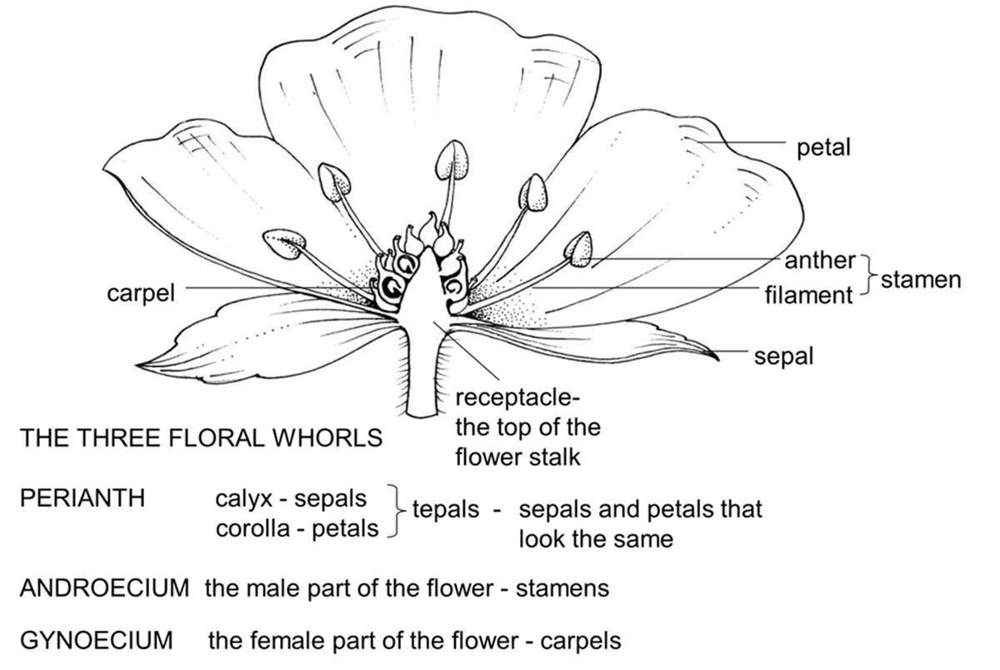 petal
anther
stamen
filament
carpel
sepal
receptacle-
the top of the
flower stalk
THE THREE FLORAL WHORLS
PERIANTH calyx - sepals
corolla - petals
tepals - sepals and petals that
look the same
ANDROECIUM the male part of the flower - stamens
GYNOECIUM the female part of the flower - carpels